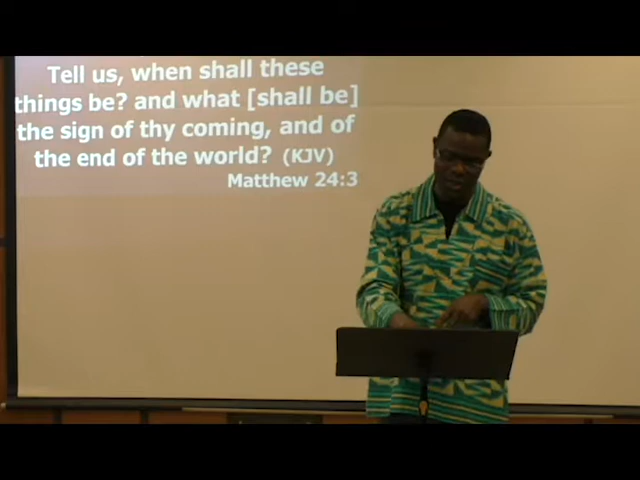 Tell us, when shall these
things be? and what [shall be]
the sign of thy coming, and of
the end of the world? (KJV)
Matthew 24:3